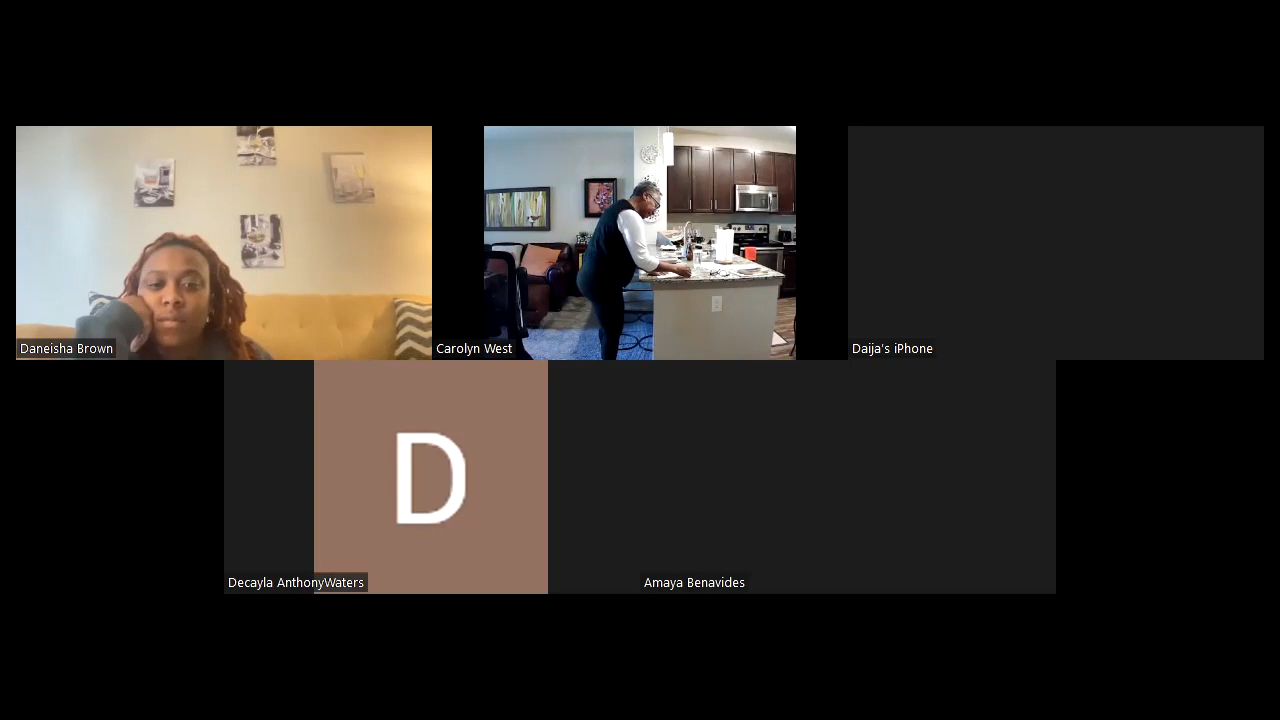 Daneisha Brown
Carolyn West
Daija's iPhone
D
Decayla AnthonyWaters
Amaya Benavides